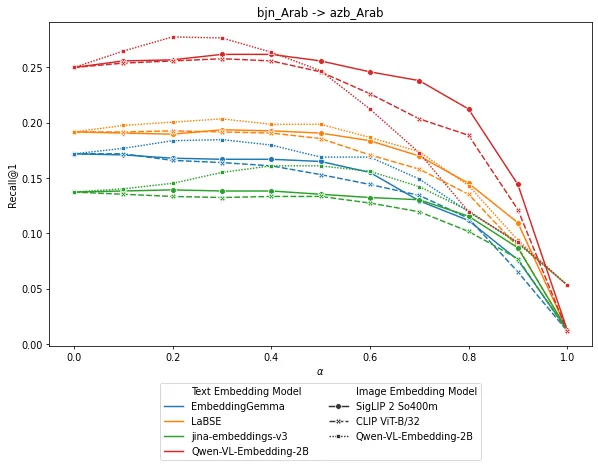 bjn_Arab -> azb_Arab
Recall@1
0.25
0.20
0.15
0.10
0.05
0.00
0.0 0.2 0.4 0.6 0.8 1.0
α
Text Embedding Model Image Embedding Model
EmbeddingGemma SigLIP 2 So400m
LaBSE CLIP ViT-B/32
jina-embeddings-v3 Qwen-VL-Embedding-2B
Qwen-VL-Embedding-2B